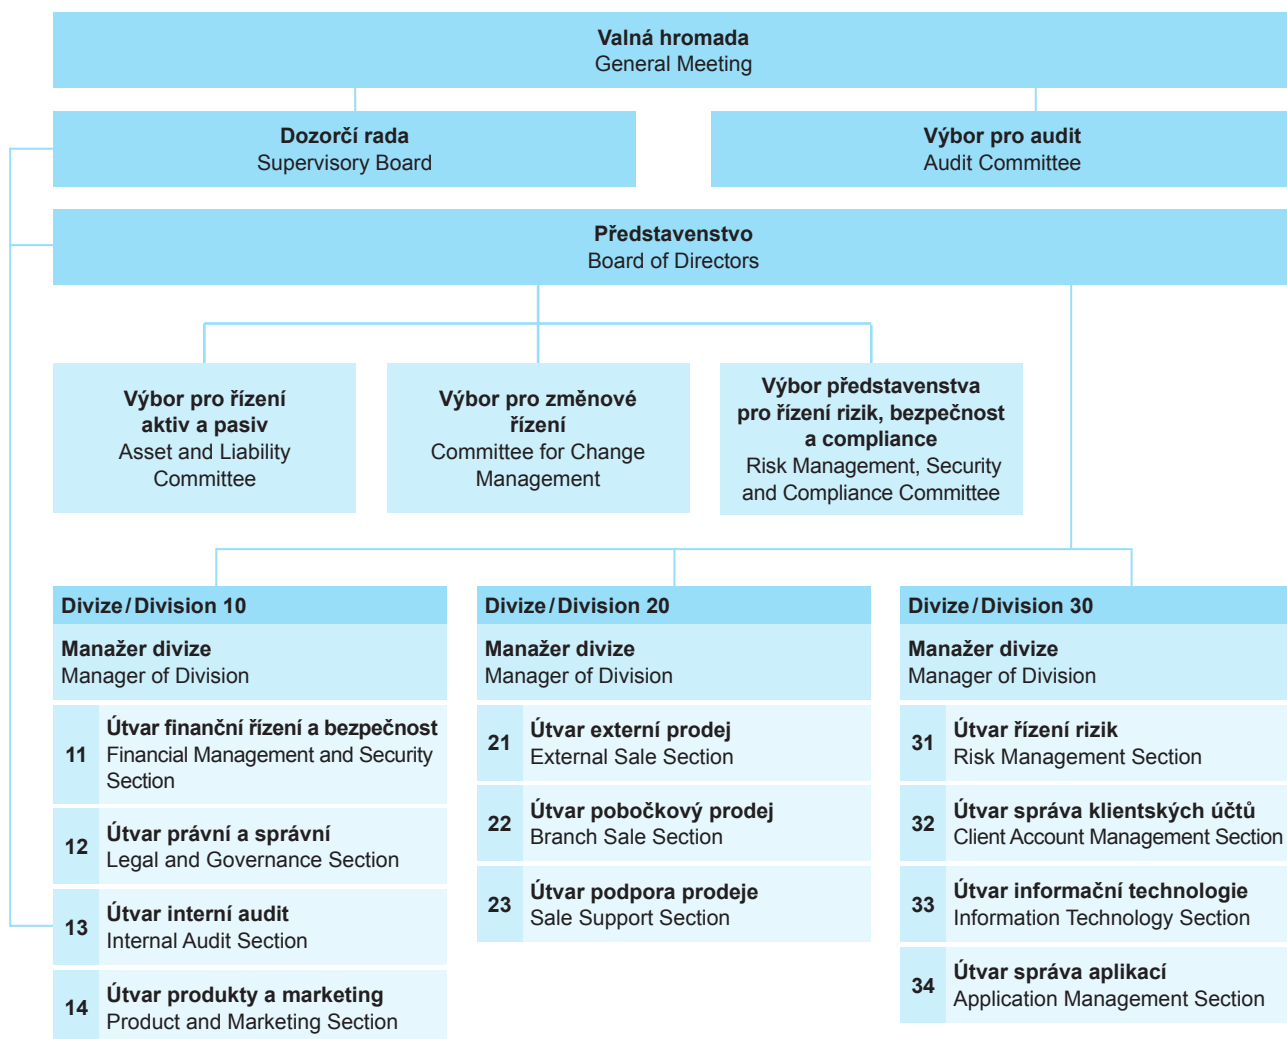 Valná hromada
General Meeting
Dozorčí rada
Supervisory Board
Výbor pro audit
Audit Committee
Představenstvo
Board of Directors
Výbor pro řízení
aktiv a pasiv
Asset and Liability
Committee
Výbor pro změnové
řízení
Committee for Change
Management
Výbor představenstva
pro řízení rizik, bezpečnost
a compliance
Risk Management, Security
and Compliance Committee
Divize/Division 10
Manažer divize
Manager of Division
11
Útvar finanční řízení a bezpečnost
Financial Management and Security
Section
12
Útvar právní a správní
Legal and Governance Section
13
Útvar interní audit
Internal Audit Section
14
Útvar produkty a marketing
Product and Marketing Section
Divize/Division 20
Manažer divize
Manager of Division
21
Útvar externí prodej
External Sale Section
22
Útvar pobočkový prodej
Branch Sale Section
23
Útvar podpora prodeje
Sale Support Section
Divize/Division 30
Manažer divize
Manager of Division
31
Útvar řízení rizik
Risk Management Section
32
Útvar správa klientských účtů
Client Account Management Section
33
Útvar informační technologie
Information Technology Section
34
Útvar správa aplikací
Application Management Section